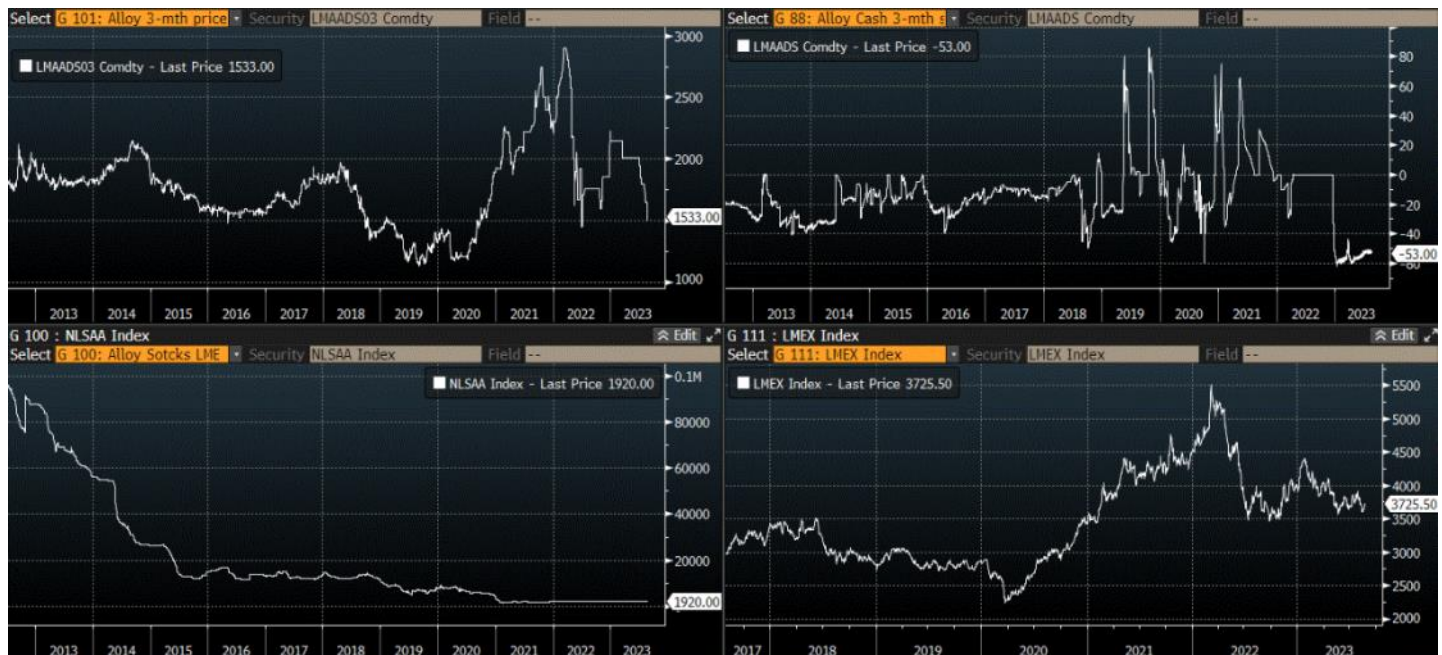 Select G 101: Alloy 3-mth price Security LMAADS03 Comdty Field --
LMAADS03 Comdty - Last Price 1533.00
3000
2500
2000
1533.00
1000
2013 2014 2015 2016 2017 2018 2019 2020 2021 2022 2023
Select G 88: Alloy Cash 3-mth s Security LMAADS Comdty Field --
LMAADS Comdty - Last Price -53.00
80
60
40
20
0
-20
-40
-53.00
-60
2013 2014 2015 2016 2017 2018 2019 2020 2021 2022 2023
G 100 : NLSAA Index Edit
Select G 100: Alloy Sotcks LME Security NLSAA Index Field --
NLSAA Index - Last Price 1920.00
0.1M
80000
60000
40000
20000
1920.00
2013 2014 2015 2016 2017 2018 2019 2020 2021 2022 2023
G 111 : LMEX Index Edit
Select G 111: LMEX Index Security LMEX Index Field --
LMEX Index - Last Price 3725.50
5500
5000
4500
4000
3725.50
3500
3000
2500
2000
2017 2018 2019 2020 2021 2022 2023